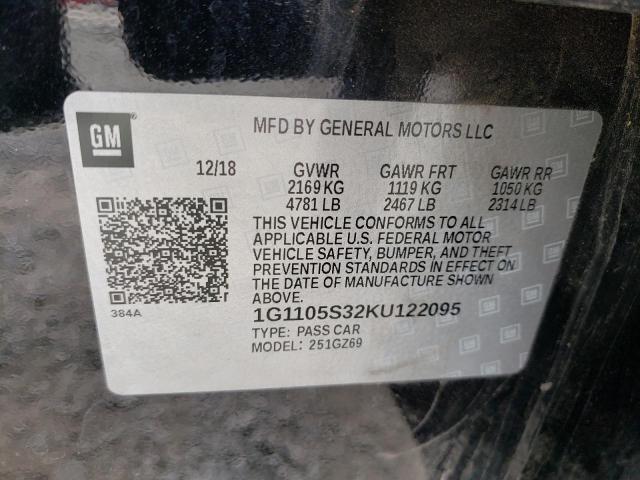 GM
MFD BY GENERAL MOTORS LLC
12/18 GVWR GAWR FRT GAWR RR
2169 KG 1119 KG 1050 KG
4781 LB 2467 LB 2314 LB
THIS VEHICLE CONFORMS TO ALL
APPLICABLE U.S. FEDERAL MOTOR
VEHICLE SAFETY, BUMPER, AND THEFT
PREVENTION STANDARDS IN EFFECT ON
THE DATE OF MANUFACTURE SHOWN
ABOVE.
384A
1G1105S32KU122095
TYPE: PASS CAR
MODEL: 251GZ69